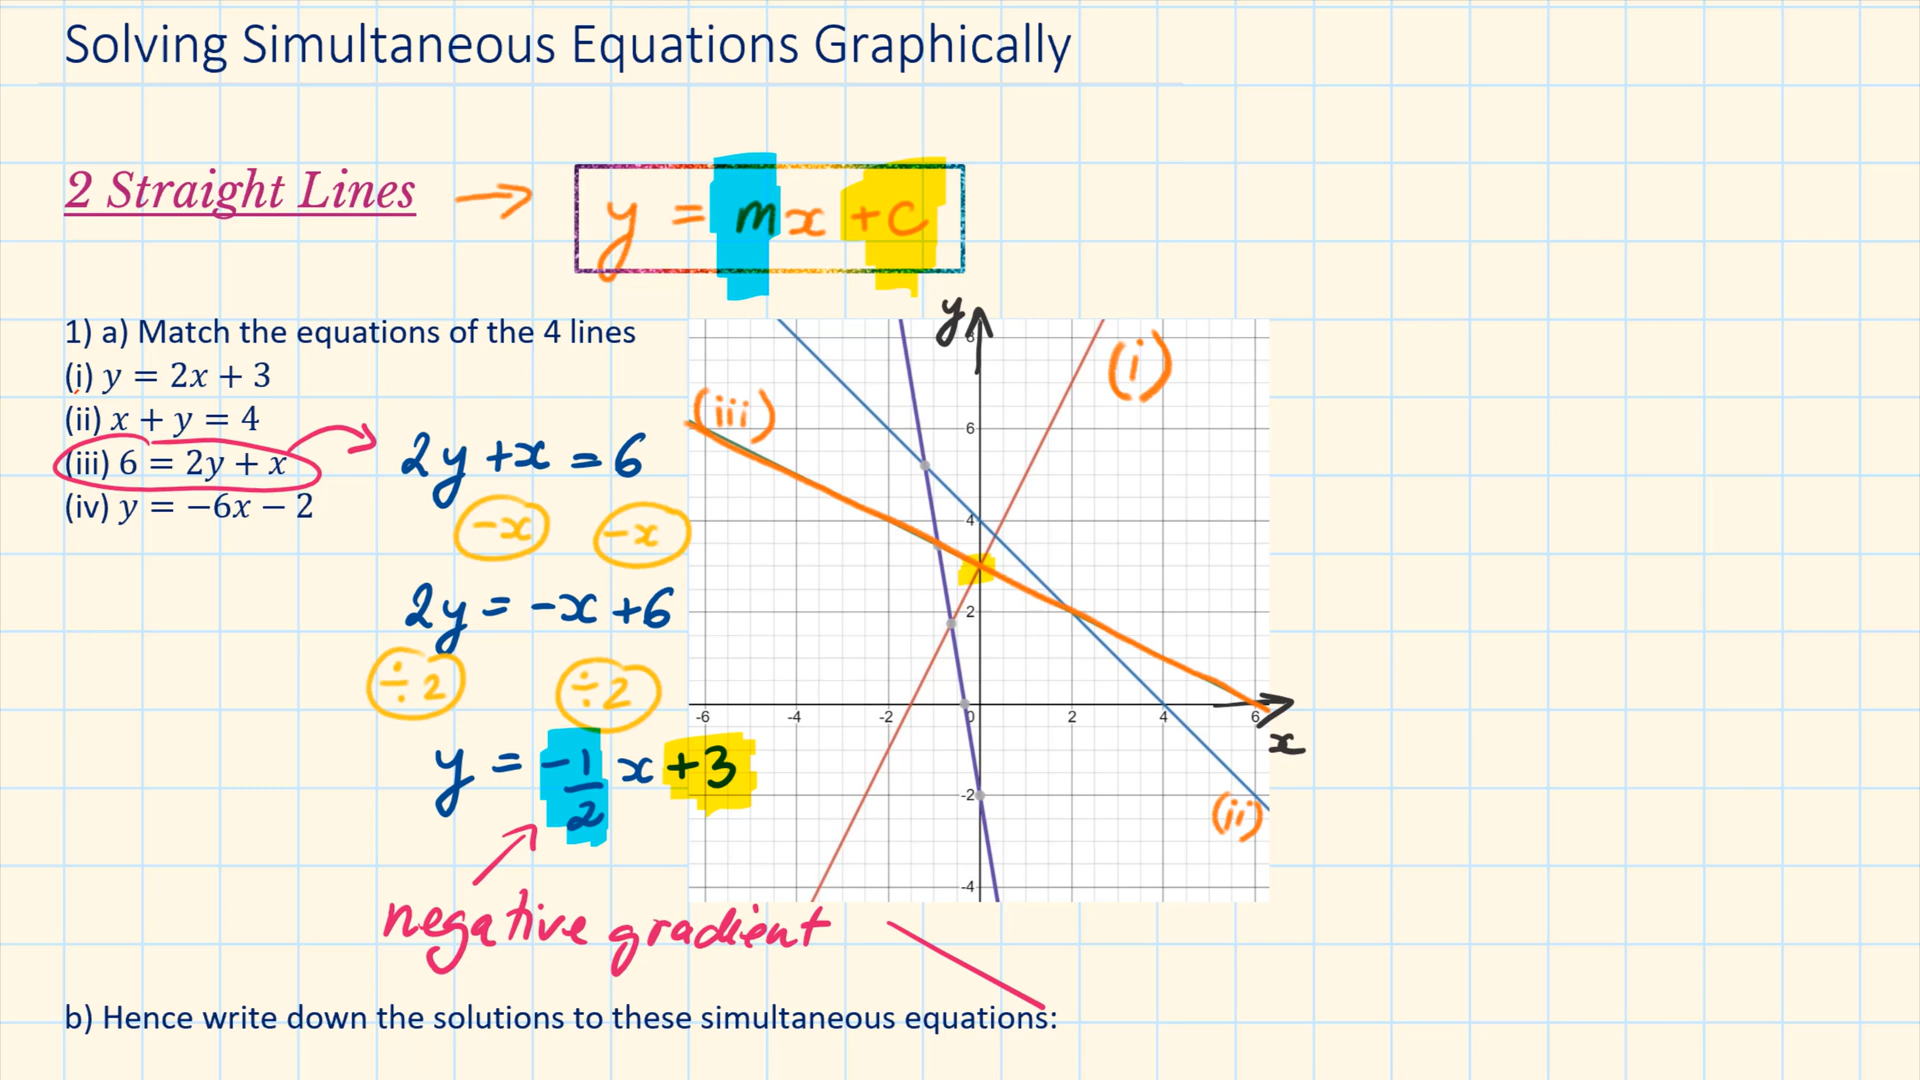 Solving Simultaneous Equations Graphically
2 Straight Lines → y = mx + c
1) a) Match the equations of the 4 lines
(i) y = 2x + 3
(ii) x + y = 4
(iii) 6 = 2y + x
(iv) y = −6x − 2
2y + x = 6
−x −x
2y = −x + 6
÷2 ÷2
y = −1/2 x + 3
negative gradient
y
8
(i)
(iii)
6
4
2
-6 -4 -2 0 2 4 6
x
-2
(ii)
-4
b) Hence write down the solutions to these simultaneous equations: